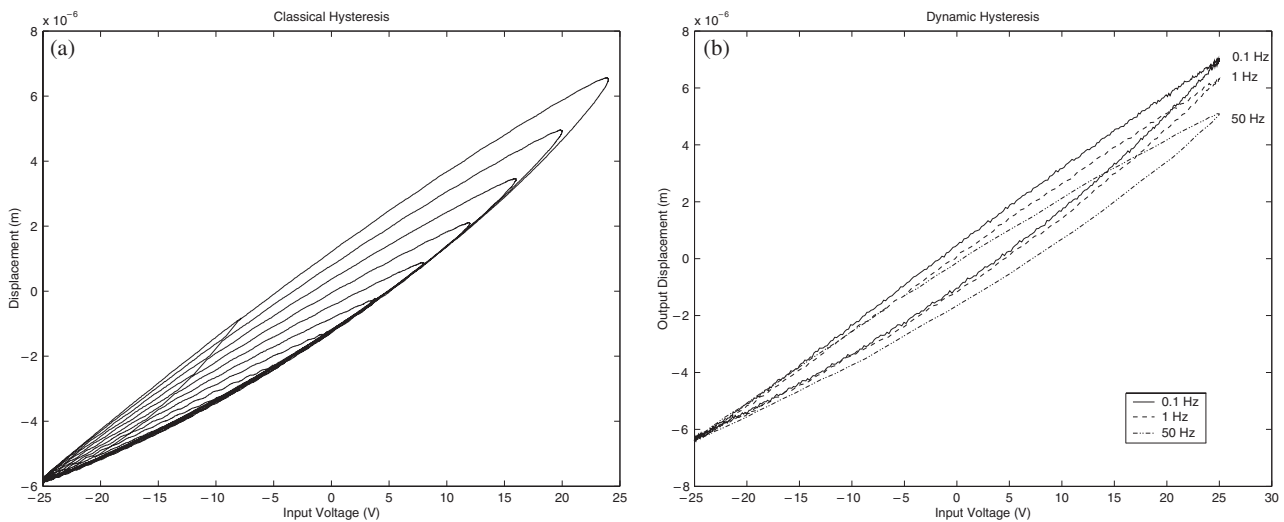 Classical Hysteresis
x 10⁻⁶
(a)
8
6
4
2
0
−2
−4
−6
Displacement (m)
−25 −20 −15 −10 −5 0 5 10 15 20 25
Input Voltage (V)
Dynamic Hysteresis
x 10⁻⁶
(b)
8
6
4
2
0
−2
−4
−6
−8
Output Displacement (m)
0.1 Hz
1 Hz
50 Hz
0.1 Hz
1 Hz
50 Hz
−25 −20 −15 −10 −5 0 5 10 15 20 25 30
Input Voltage (V)